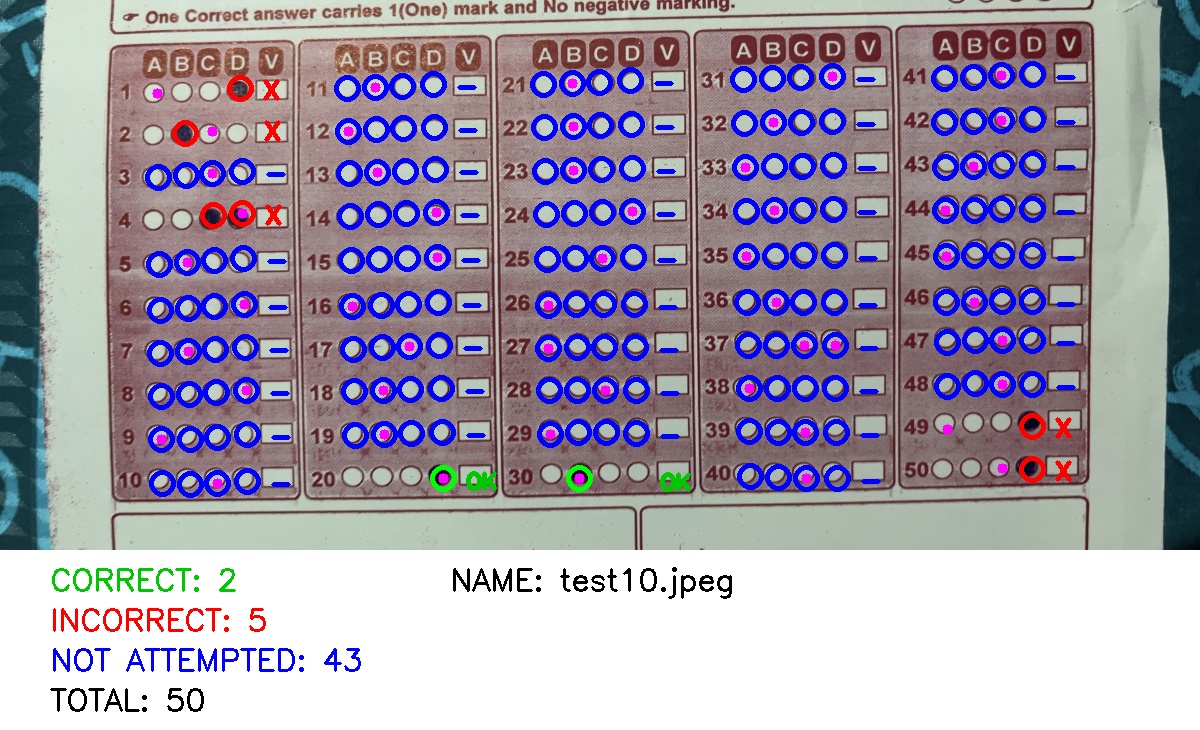 ☛ One Correct answer carries 1(One) mark and No negative marking.
A B C D V A B C D V A B C D V A B C D V A B C D V
1 X 11 - 21 - 31 - 41 -
2 X 12 - 22 - 32 - 42 -
3 - 13 - 23 - 33 - 43 -
4 X 14 - 24 - 34 - 44 -
5 - 15 - 25 - 35 - 45 -
6 - 16 - 26 - 36 - 46 -
7 - 17 - 27 - 37 - 47 -
8 - 18 - 28 - 38 - 48 -
9 - 19 - 29 - 39 - 49 X
10 - 20 OK 30 OK 40 - 50 X
CORRECT: 2 NAME: test10.jpeg
INCORRECT: 5
NOT ATTEMPTED: 43
TOTAL: 50